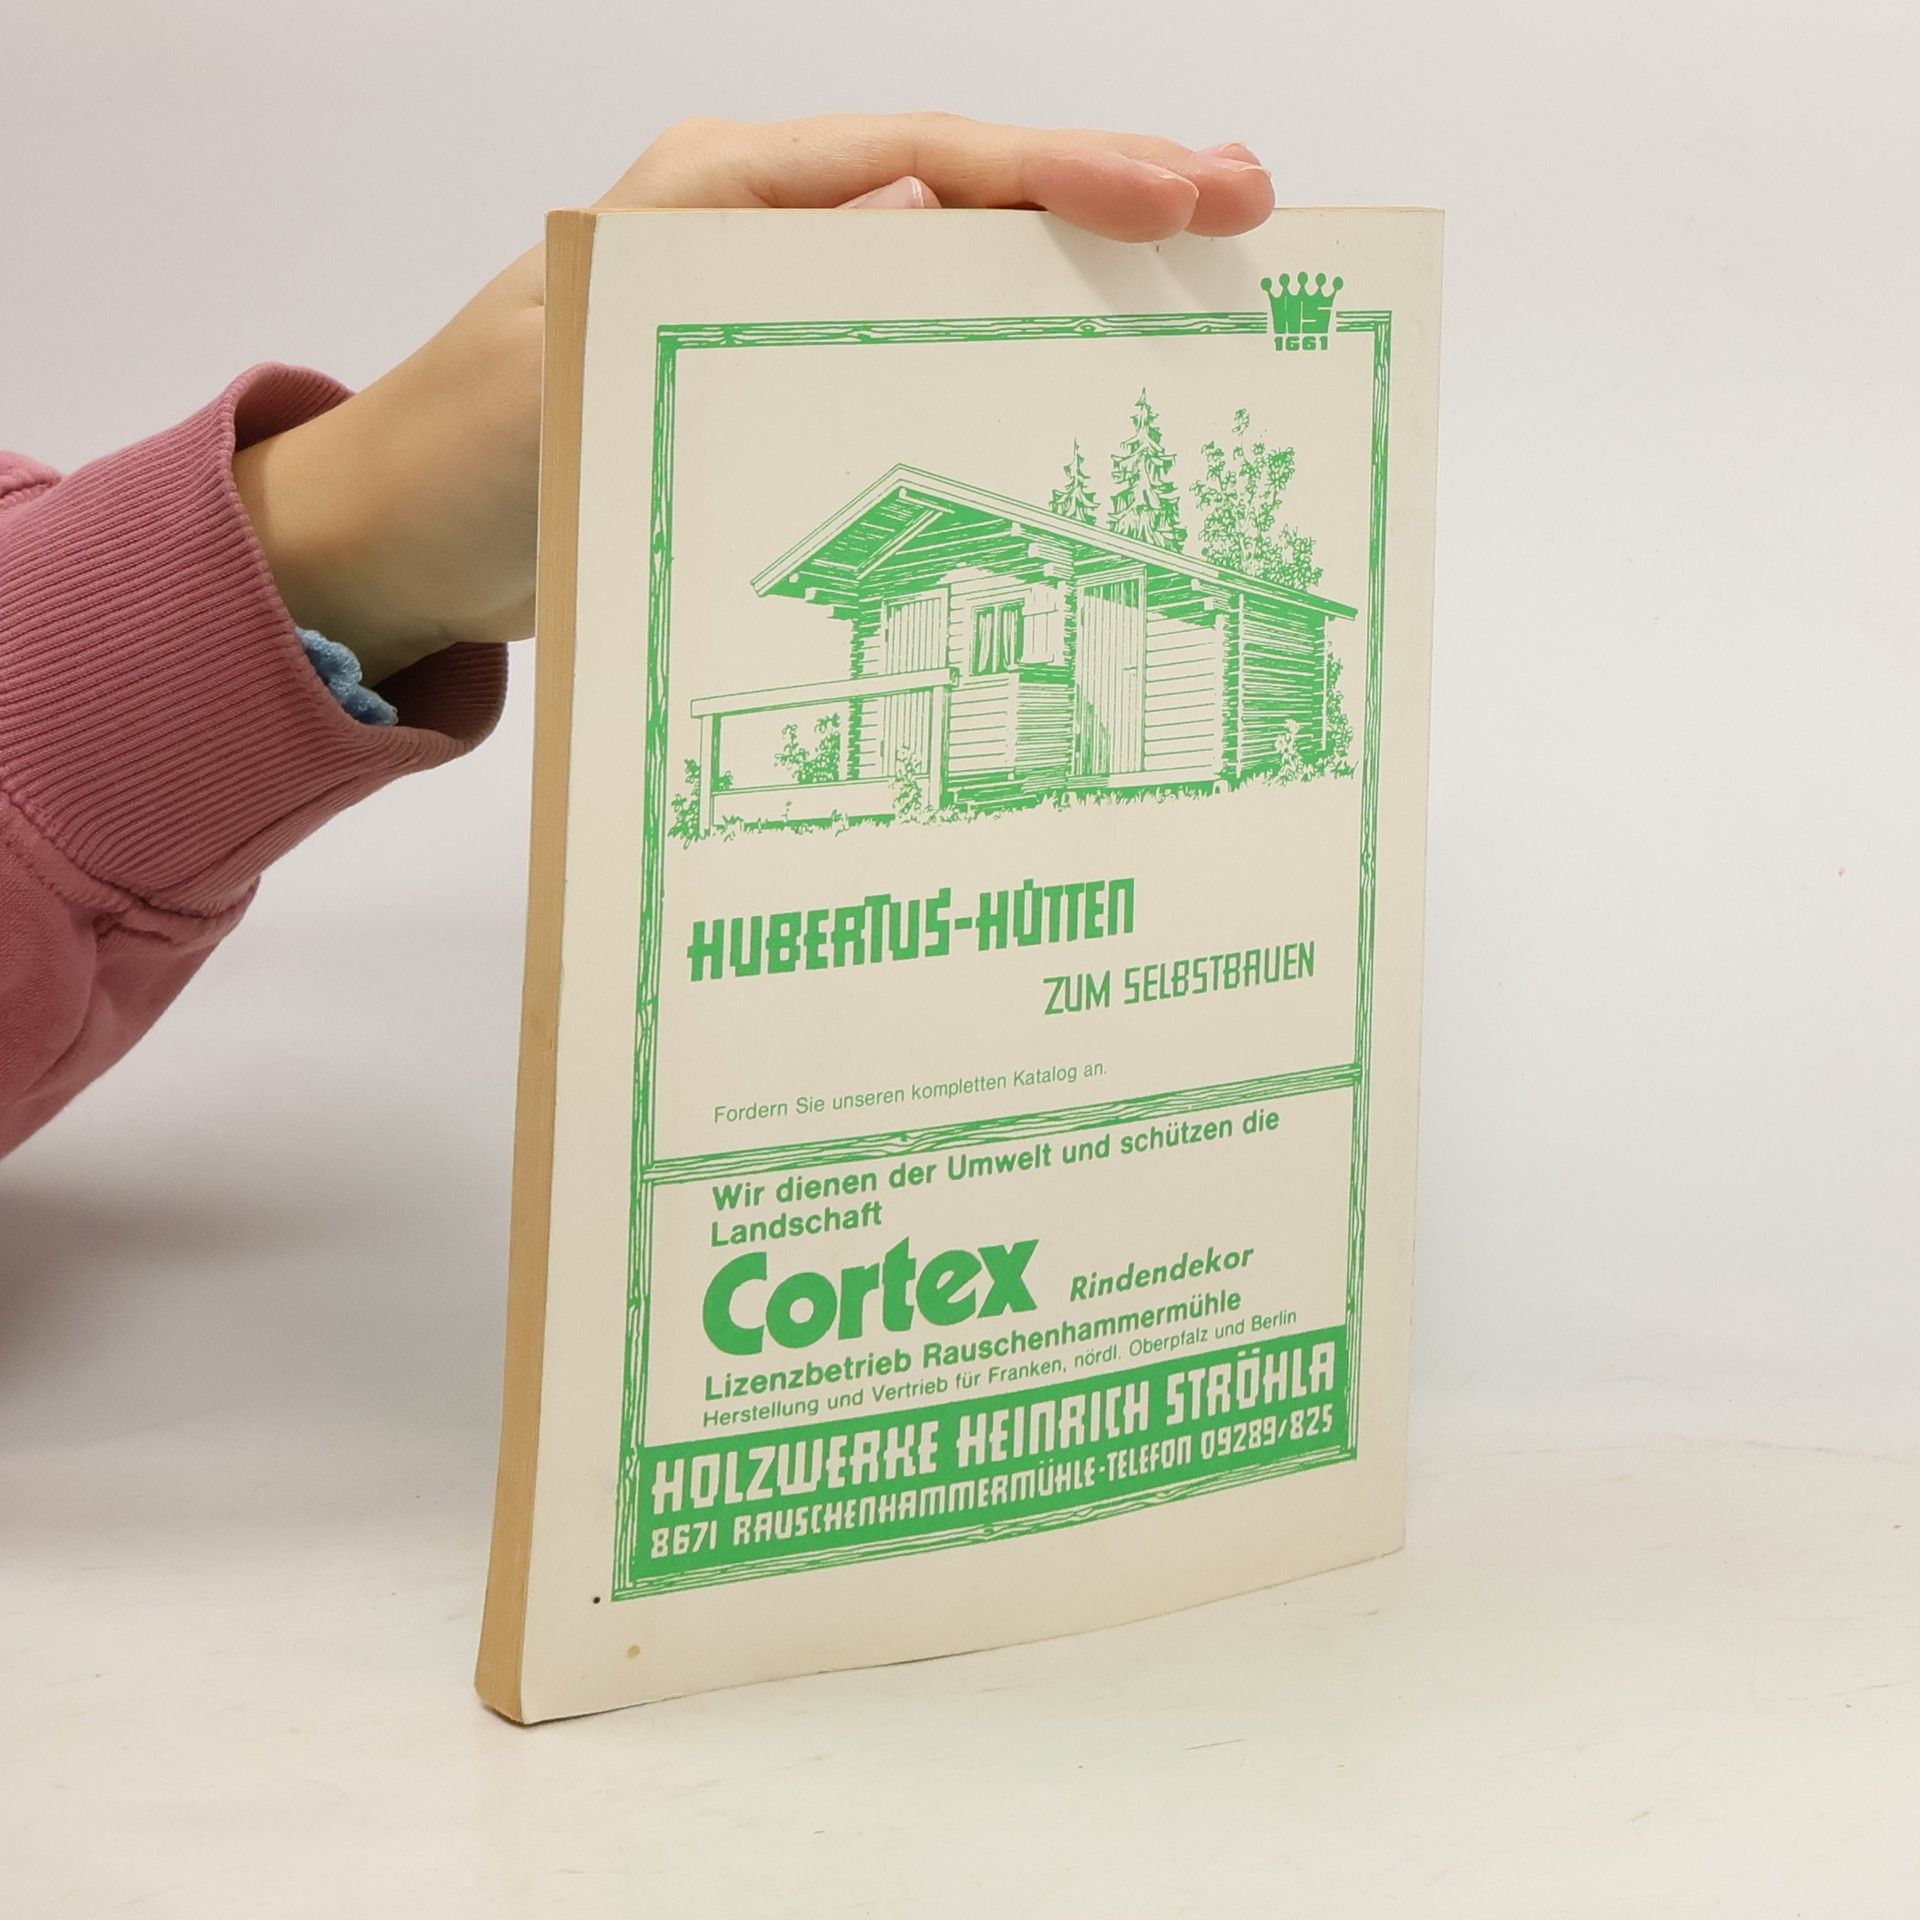 HS
1661
HUBERTUS-HÜTTEN
ZUM SELBSTBAUEN
Fordern Sie unseren kompletten Katalog an.
Wir dienen der Umwelt und schützen die
Landschaft
Cortex Rindendekor
Lizenzbetrieb Rauschenhammermühle
Herstellung und Vertrieb für Franken, nördl. Oberpfalz und Berlin
HOLZWERKE HEINRICH STRÖHLA
8671 RAUSCHENHAMMERMÜHLE·TELEFON 09289/825